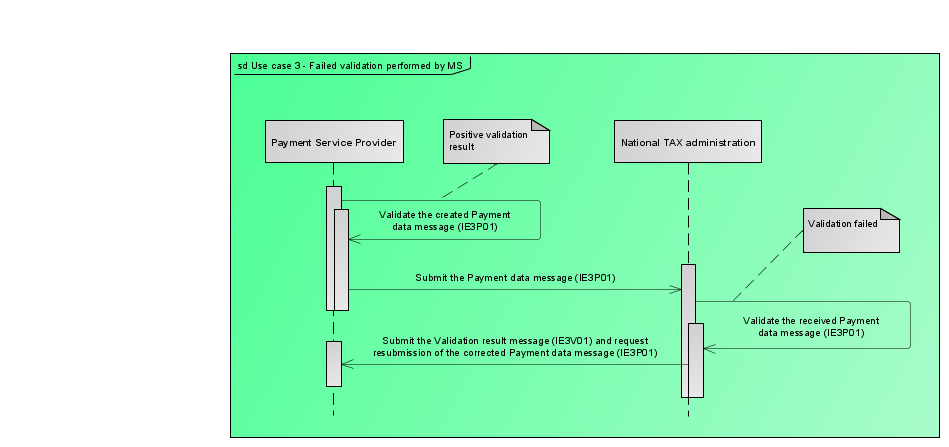 sd Use case 3 - Failed validation performed by MS
Payment Service Provider
Positive validation
result
National TAX administration
Validate the created Payment
data message (IE3P01)
Validation failed
Submit the Payment data message (IE3P01)
Validate the received Payment
data message (IE3P01)
Submit the Validation result message (IE3V01) and request
resubmission of the corrected Payment data message (IE3P01)